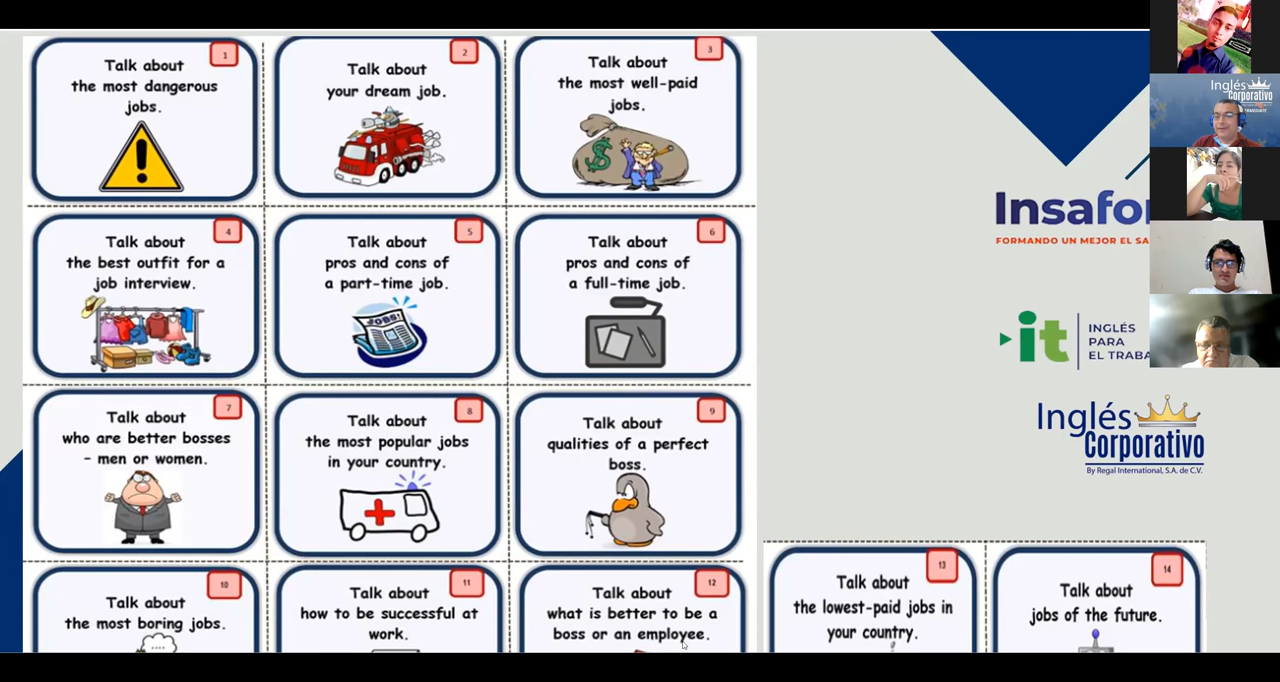 1
Talk about
the most dangerous
jobs.
2
Talk about
your dream job.
3
Talk about
the most well-paid
jobs.
4
Talk about
the best outfit for a
job interview.
5
Talk about
pros and cons of
a part-time job.
JOBS!
6
Talk about
pros and cons of
a full-time job.
7
Talk about
who are better bosses
- men or women.
8
Talk about
the most popular jobs
in your country.
9
Talk about
qualities of a perfect
boss.
10
Talk about
the most boring jobs.
....
11
Talk about
how to be successful at
work.
12
Talk about
what is better to be a
boss or an employee.
13
Talk about
the lowest-paid jobs in
your country.
14
Talk about
jobs of the future.
Insafo
FORMANDO UN MEJOR EL SA
it
INGLÉS
PARA
EL TRABA
Inglés
Corporativo
By Regal International, S.A. de C.V.
Inglés
Corporativo